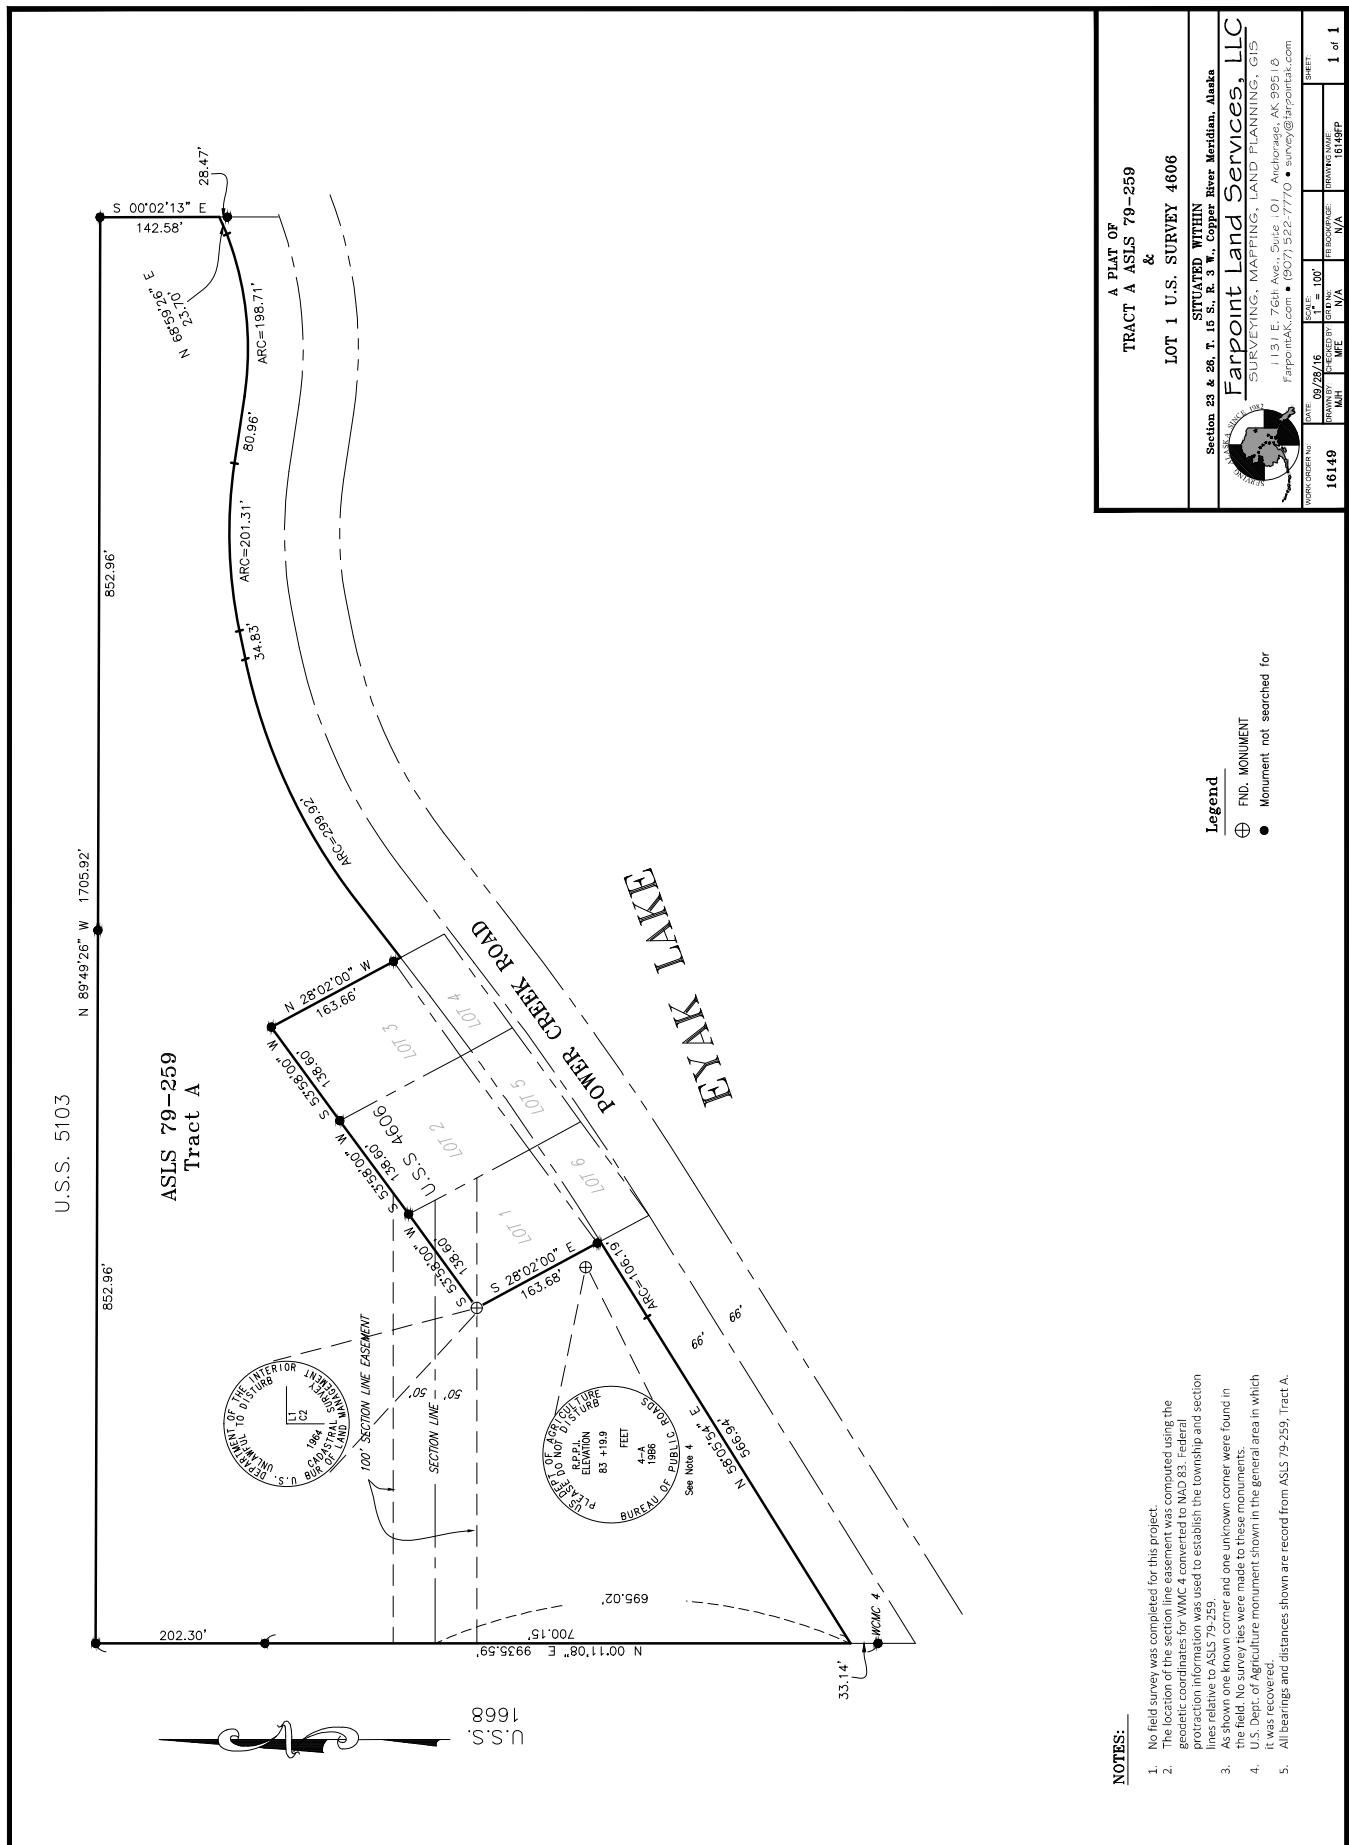 U.S.S. 5103
N 89°49'26" W 1705.92'
852.96'
852.96'
S 00°02'13" E
142.58'
28.47'
N 68°59'26" E
23.70'
ARC=198.71'
80.96'
ARC=201.31'
34.83'
ARC=299.92'
ASLS 79-259
Tract A
N 28°02'00" W
163.66'
S 53°58'00" W
138.60'
S 53°58'00" W
138.60'
S 53°58'00" W
138.60'
U.S.S 4606
LOT 1
LOT 2
LOT 3
LOT 4
LOT 5
LOT 6
S 28°02'00" E
163.68'
POWER CREEK ROAD
EYAK LAKE
ARC=106.19'
66'
66'
N 58°05'54" E
566.94'
202.30'
100' SECTION LINE EASEMENT
SECTION LINE
50'
50'
695.02'
700.15'
N 00°11'08" E 9935.59'
33.14'
WCMC 4
U.S.S.
1668
N
U.S. DEPARTMENT OF THE INTERIOR
UNLAWFUL TO DISTURB
L1
C2
1964
CADASTRAL SURVEY
BUR OF LAND MANAGEMENT
US DEPT OF AGRICULTURE
PLEASE DO NOT DISTURB
R.P.P.I.
ELEVATION
83 +19.9
FEET
4-A
19B6
BUREAU OF PUBLIC ROADS
See Note 4
Legend
FND. MONUMENT
Monument not searched for
NOTES:
1. No field survey was completed for this project.
2. The location of the section line easement was computed using the
geodetic coordinates for WMC 4 converted to NAD 83. Federal
protraction information was used to establish the township and section
lines relative to ASLS 79-259.
3. As shown one known corner and one unknown corner were found in
the field. No survey ties were made to these monuments.
4. U.S. Dept. of Agriculture monument shown in the general area in which
it was recovered.
5. All bearings and distances shown are record from ASLS 79-259, Tract A.
A PLAT OF
TRACT A ASLS 79-259
&
LOT 1 U.S. SURVEY 4606
SITUATED WITHIN
Section 23 & 26, T. 15 S., R. 3 W., Copper River Meridian, Alaska
SERVING ALASKA SINCE 1982
Farpoint Land Services, LLC
SURVEYING, MAPPING, LAND PLANNING, GIS
1131 E. 76th Ave., Suite 101 Anchorage, AK 99518
FarpointAK.com • (907) 522-7770 • survey@farpointak.com
WORK ORDER No:
16149
DATE:
09/28/16
SCALE:
1" = 100'
DRAWN BY:
MJH
CHECKED BY:
MFE
GRID No:
N/A
FB BOOK/PAGE:
N/A
DRAWING NAME:
16149FP
SHEET:
1 of 1